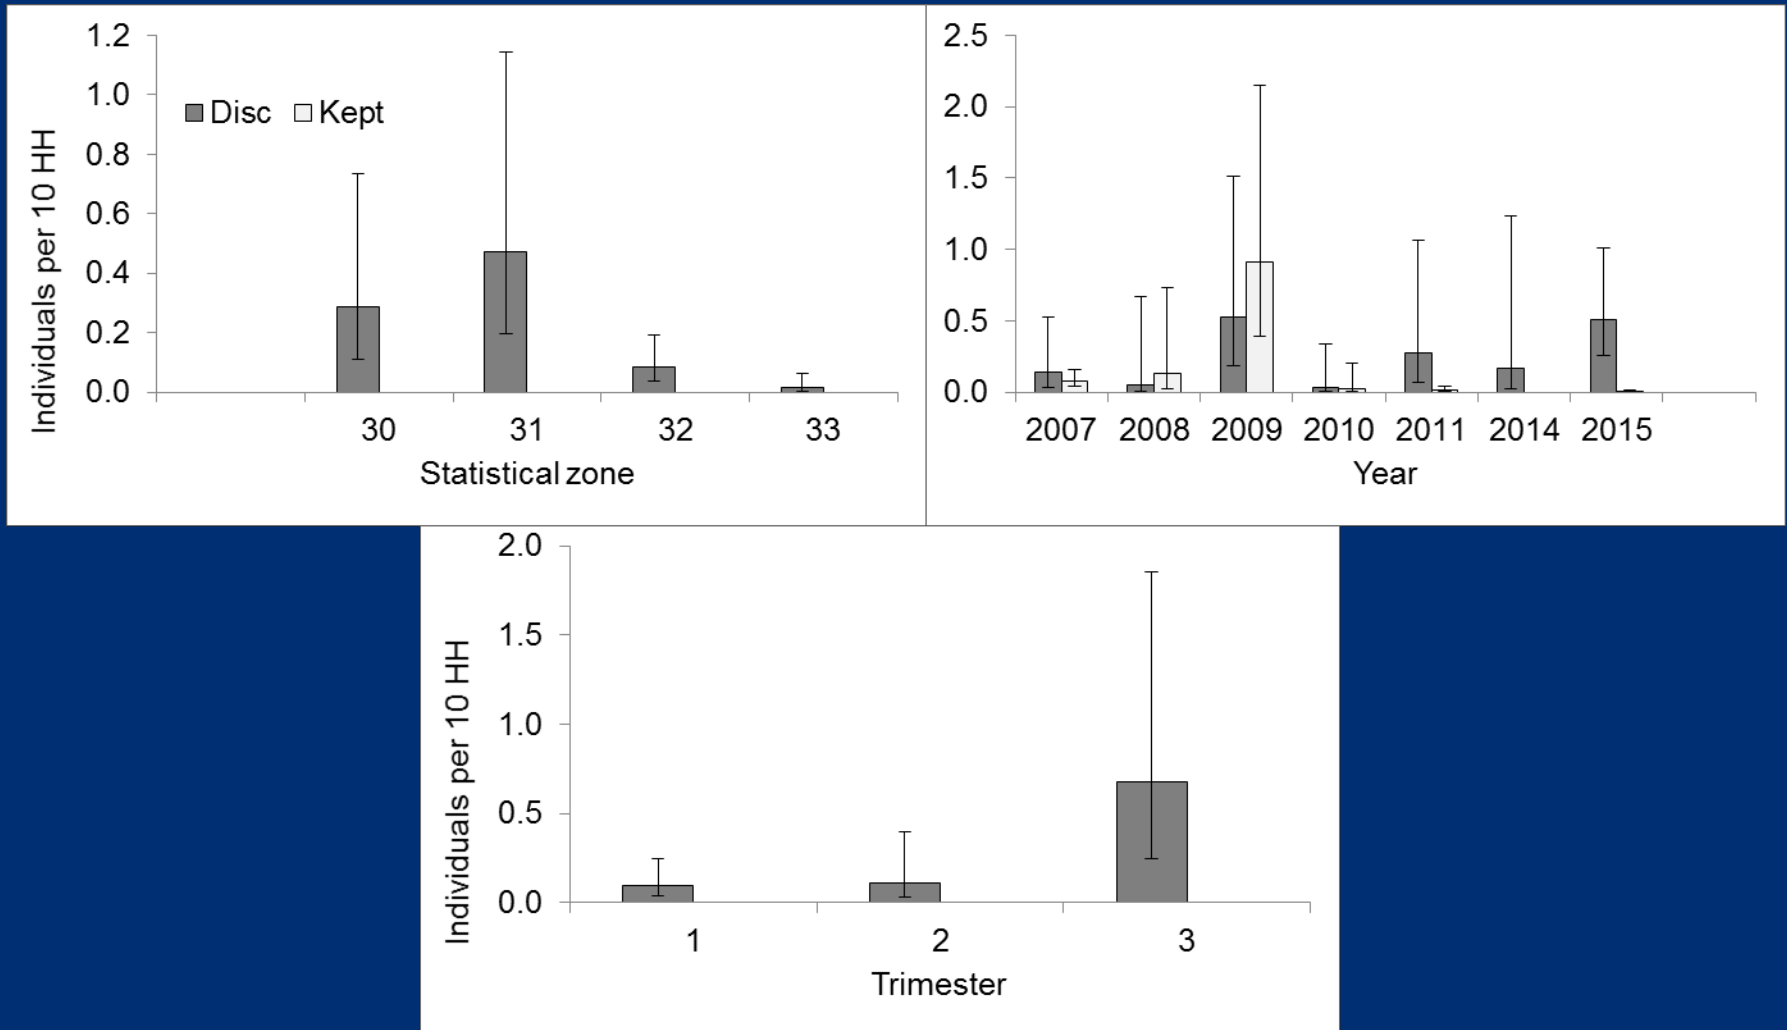 1.2
1.0
0.8
0.6
0.4
0.2
0.0
Individuals per 10 HH
Disc Kept
30 31 32 33
Statistical zone
2.5
2.0
1.5
1.0
0.5
0.0
2007 2008 2009 2010 2011 2014 2015
Year
2.0
1.5
1.0
0.5
0.0
Individuals per 10 HH
1 2 3
Trimester